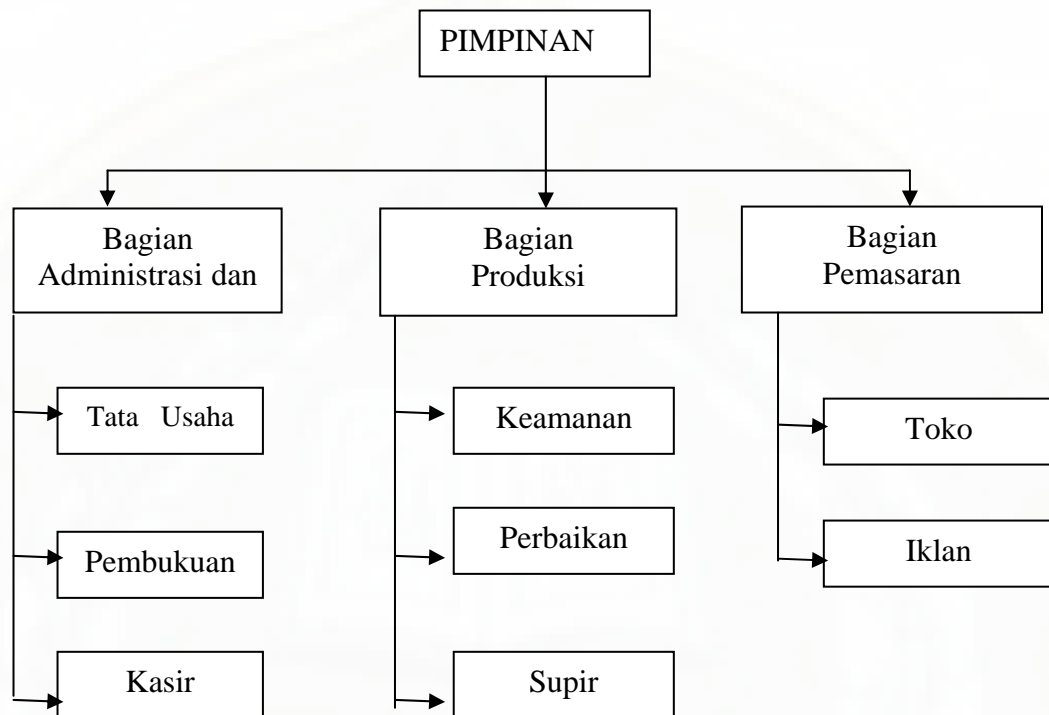 PIMPINAN
Bagian
Administrasi dan
Bagian
Produksi
Bagian
Pemasaran
Tata Usaha
Keamanan
Toko
Pembukuan
Perbaikan
Iklan
Kasir
Supir